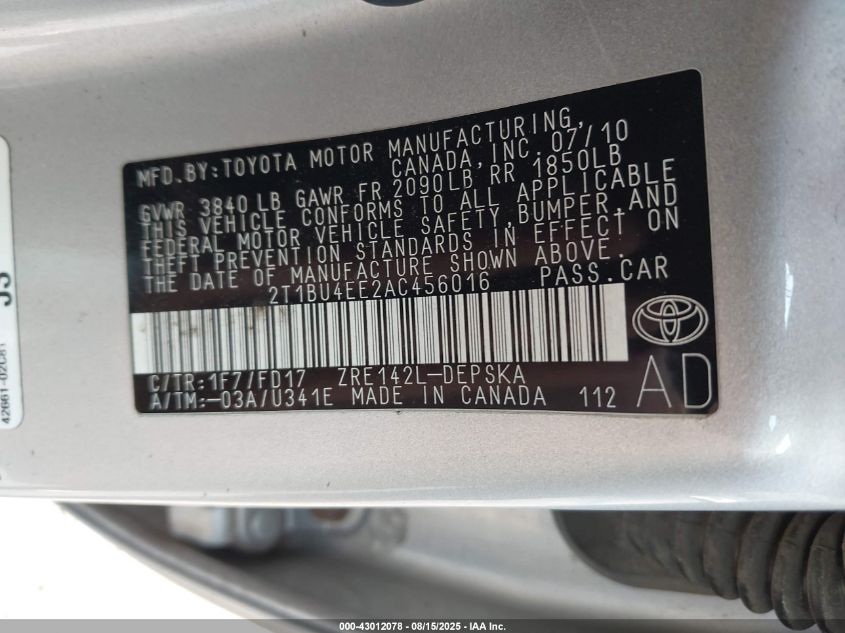 MFD.BY:TOYOTA MOTOR MANUFACTURING,
CANADA,INC. 07/10
GVWR 3840 LB GAWR FR 2090LB RR 1850LB
THIS VEHICLE CONFORMS TO ALL APPLICABLE
FEDERAL MOTOR VEHICLE SAFETY,BUMPER,AND
THEFT PREVENTION STANDARDS IN EFFECT ON
THE DATE OF MANUFACTURE SHOWN ABOVE.
2T1BU4EE2AC456016 PASS.CAR
C/TR:1F7/FD17 ZRE142L-DEPSKA
A/TM:-03A/U341E MADE IN CANADA 112
AD
42661-02C81
000-43012078 - 08/15/2025 - IAA Inc.